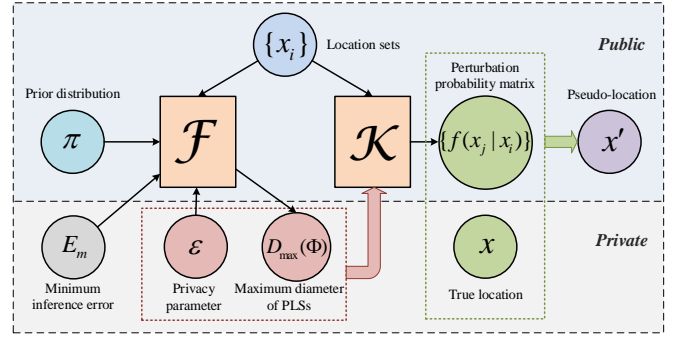 {x_i}
Location sets
Public
Prior distribution
Perturbation
probability matrix
Pseudo-location
π
ℱ
𝒦
{f(x_j | x_i)}
x′
E_m
ε
D_max(Φ)
x
Private
Minimum
inference error
Privacy
parameter
Maximum diameter
of PLSs
True location